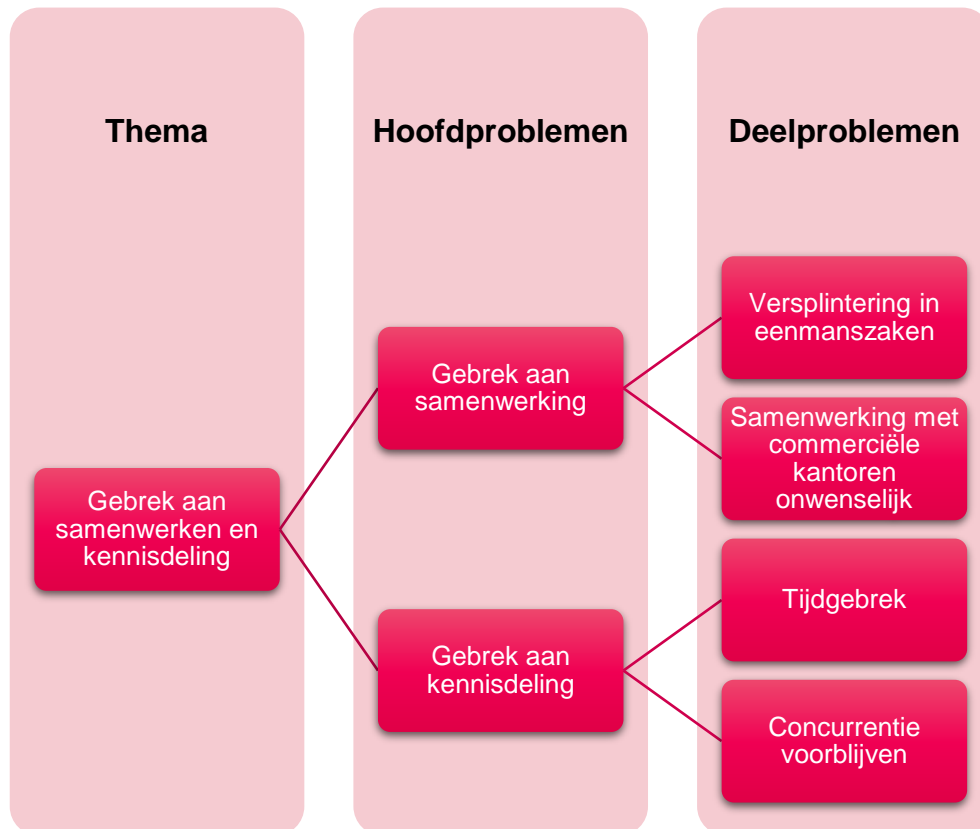 Thema
Hoofdproblemen
Deelproblemen
Gebrek aan
samenwerken en
kennisdeling
Gebrek aan
samenwerking
Gebrek aan
kennisdeling
Versplintering in
eenmanszaken
Samenwerking met
commerciële
kantoren
onwenselijk
Tijdgebrek
Concurrentie
voorblijven